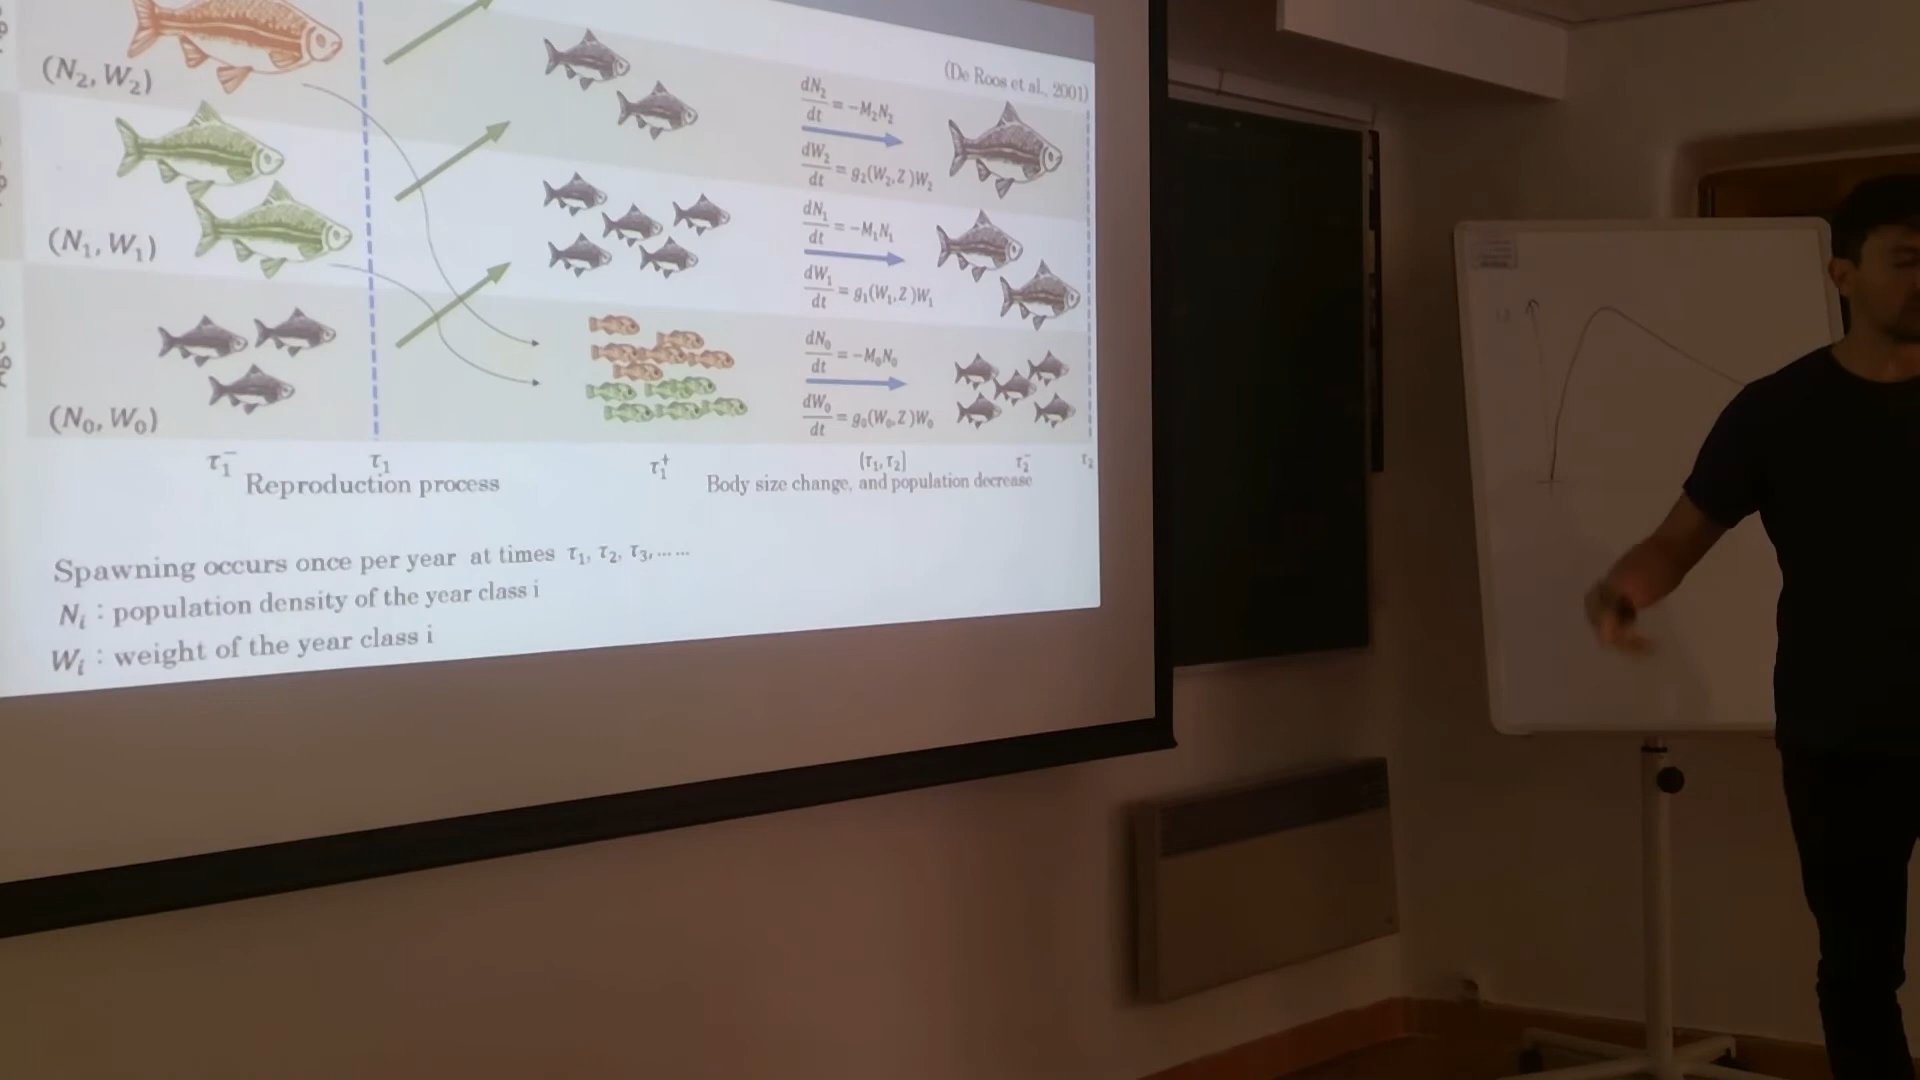 (De Roos et al., 2001)
(N₂, W₂)
dN₂/dt = −M₂N₂
dW₂/dt = g₂(W₂,Z)W₂
(N₁, W₁)
dN₁/dt = −M₁N₁
dW₁/dt = g₁(W₁,Z)W₁
(N₀, W₀)
dN₀/dt = −M₀N₀
dW₀/dt = g₀(W₀,Z)W₀
τ₁⁻ τ₁ τ₁⁺ (τ₁,τ₂] τ₂⁻ τ₂
Reproduction process
Body size change, and population decrease
Spawning occurs once per year at times τ₁, τ₂, τ₃, ... ...
Nᵢ : population density of the year class i
Wᵢ : weight of the year class i